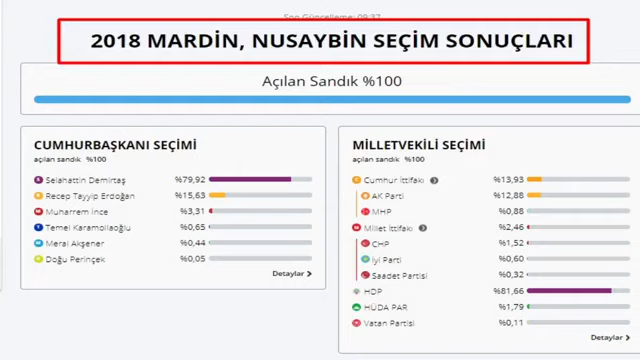 Son Güncelleme: 09:37
2018 MARDİN, NUSAYBİN SEÇİM SONUÇLARI
Açılan Sandık %100
CUMHURBAŞKANI SEÇİMİ
açılan sandık %100
Selahattin Demirtaş %79,92
Recep Tayyip Erdoğan %15,63
Muharrem İnce %3,31
Temel Karamollaoğlu %0,65
Meral Akşener %0,44
Doğu Perinçek %0,05
Detaylar
MİLLETVEKİLİ SEÇİMİ
açılan sandık %100
Cumhur İttifakı %13,93
AK Parti %12,88
MHP %0,88
Millet İttifakı %2,46
CHP %1,52
İyi Parti %0,60
Saadet Partisi %0,32
HDP %81,66
HÜDA PAR %1,79
Vatan Partisi %0,11
Detaylar